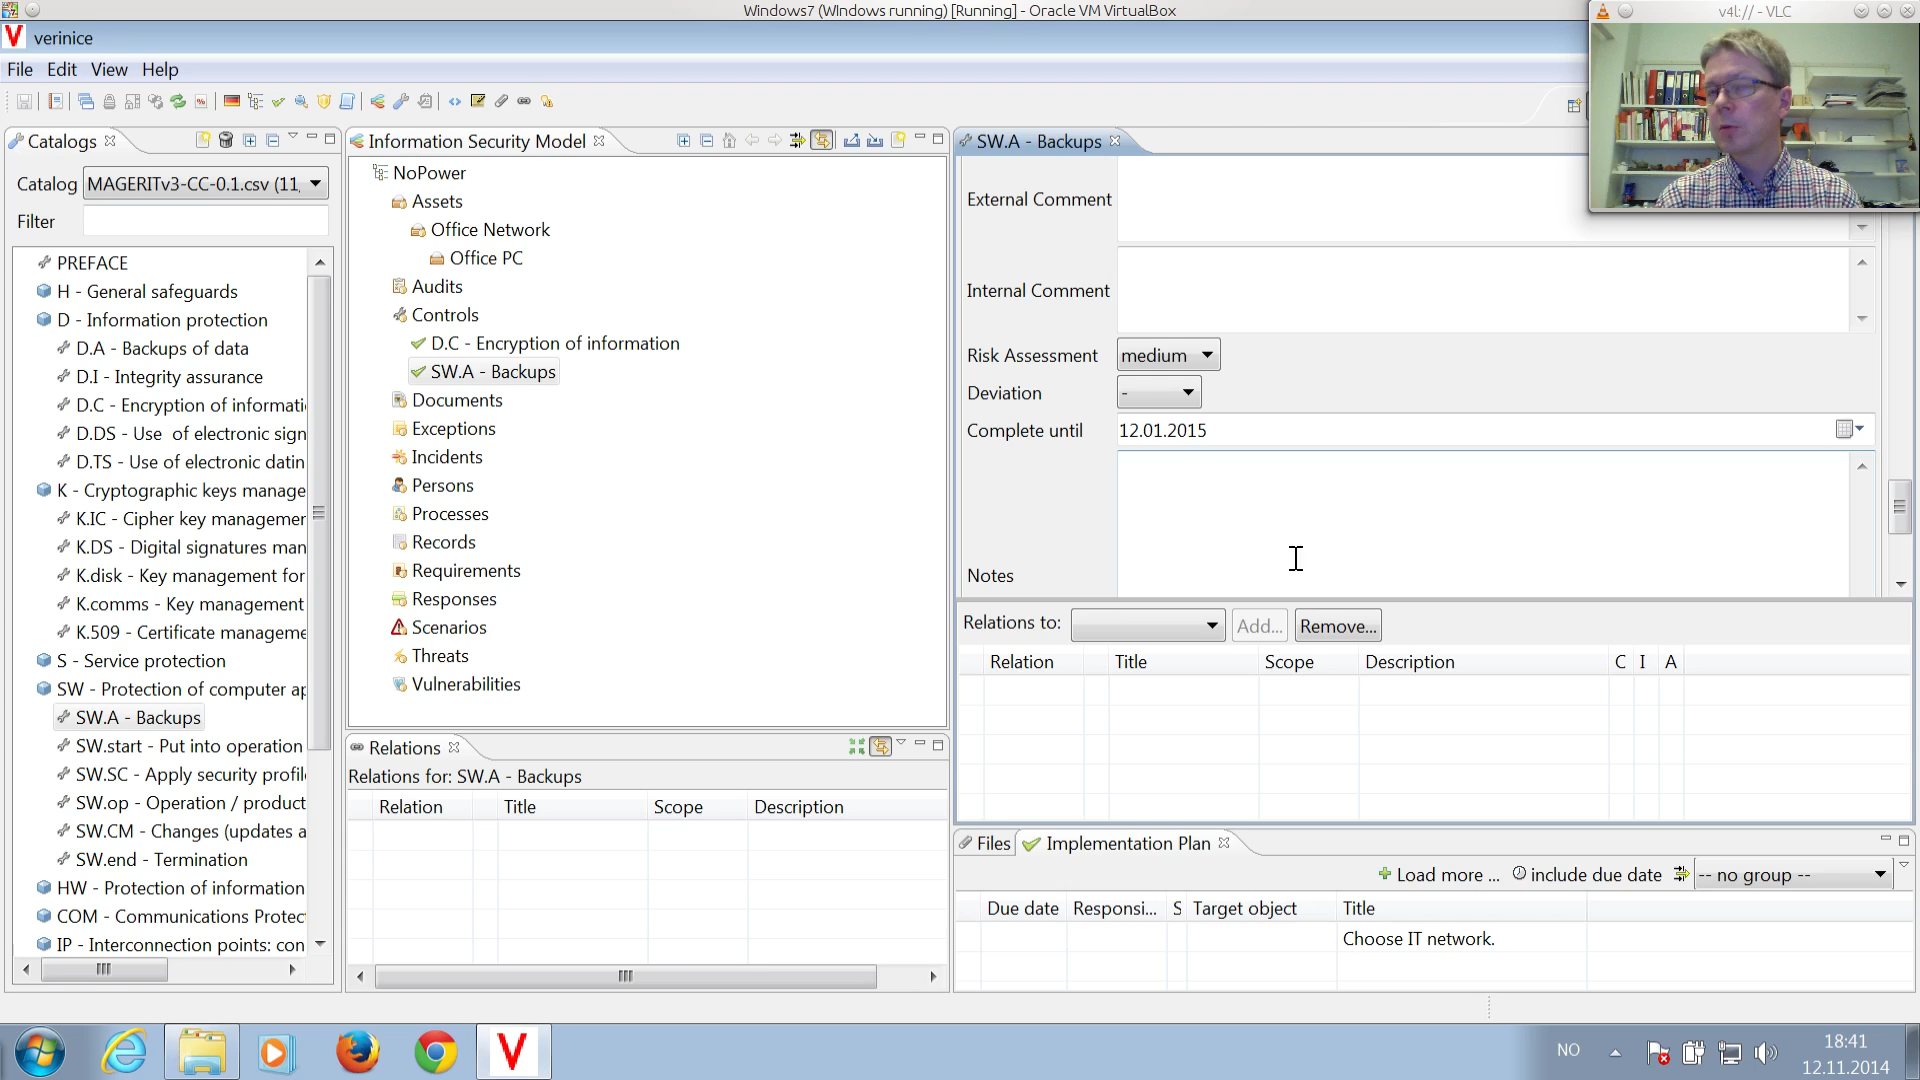 Windows7 (Windows running) [Running] - Oracle VM VirtualBox
v4l:// - VLC
verinice
File Edit View Help
Catalogs
Catalog MAGERITv3-CC-0.1.csv (11,
Filter
PREFACE
H - General safeguards
D - Information protection
D.A - Backups of data
D.I - Integrity assurance
D.C - Encryption of informati
D.DS - Use of electronic sign
D.TS - Use of electronic datin
K - Cryptographic keys manage
K.IC - Cipher key managemer
K.DS - Digital signatures man
K.disk - Key management for
K.comms - Key management
K.509 - Certificate manageme
S - Service protection
SW - Protection of computer ap
SW.A - Backups
SW.start - Put into operation
SW.SC - Apply security profil
SW.op - Operation / product
SW.CM - Changes (updates a
SW.end - Termination
HW - Protection of information
COM - Communications Protec
IP - Interconnection points: con
Information Security Model
NoPower
Assets
Office Network
Office PC
Audits
Controls
D.C - Encryption of information
SW.A - Backups
Documents
Exceptions
Incidents
Persons
Processes
Records
Requirements
Responses
Scenarios
Threats
Vulnerabilities
Relations
Relations for: SW.A - Backups
Relation Title Scope Description
SW.A - Backups
External Comment
Internal Comment
Risk Assessment medium
Deviation -
Complete until 12.01.2015
Notes
Relations to: Add... Remove...
Relation Title Scope Description C I A
Files Implementation Plan
Load more ... include due date -- no group --
Due date Responsi... S Target object Title
Choose IT network.
NO
18:41
12.11.2014